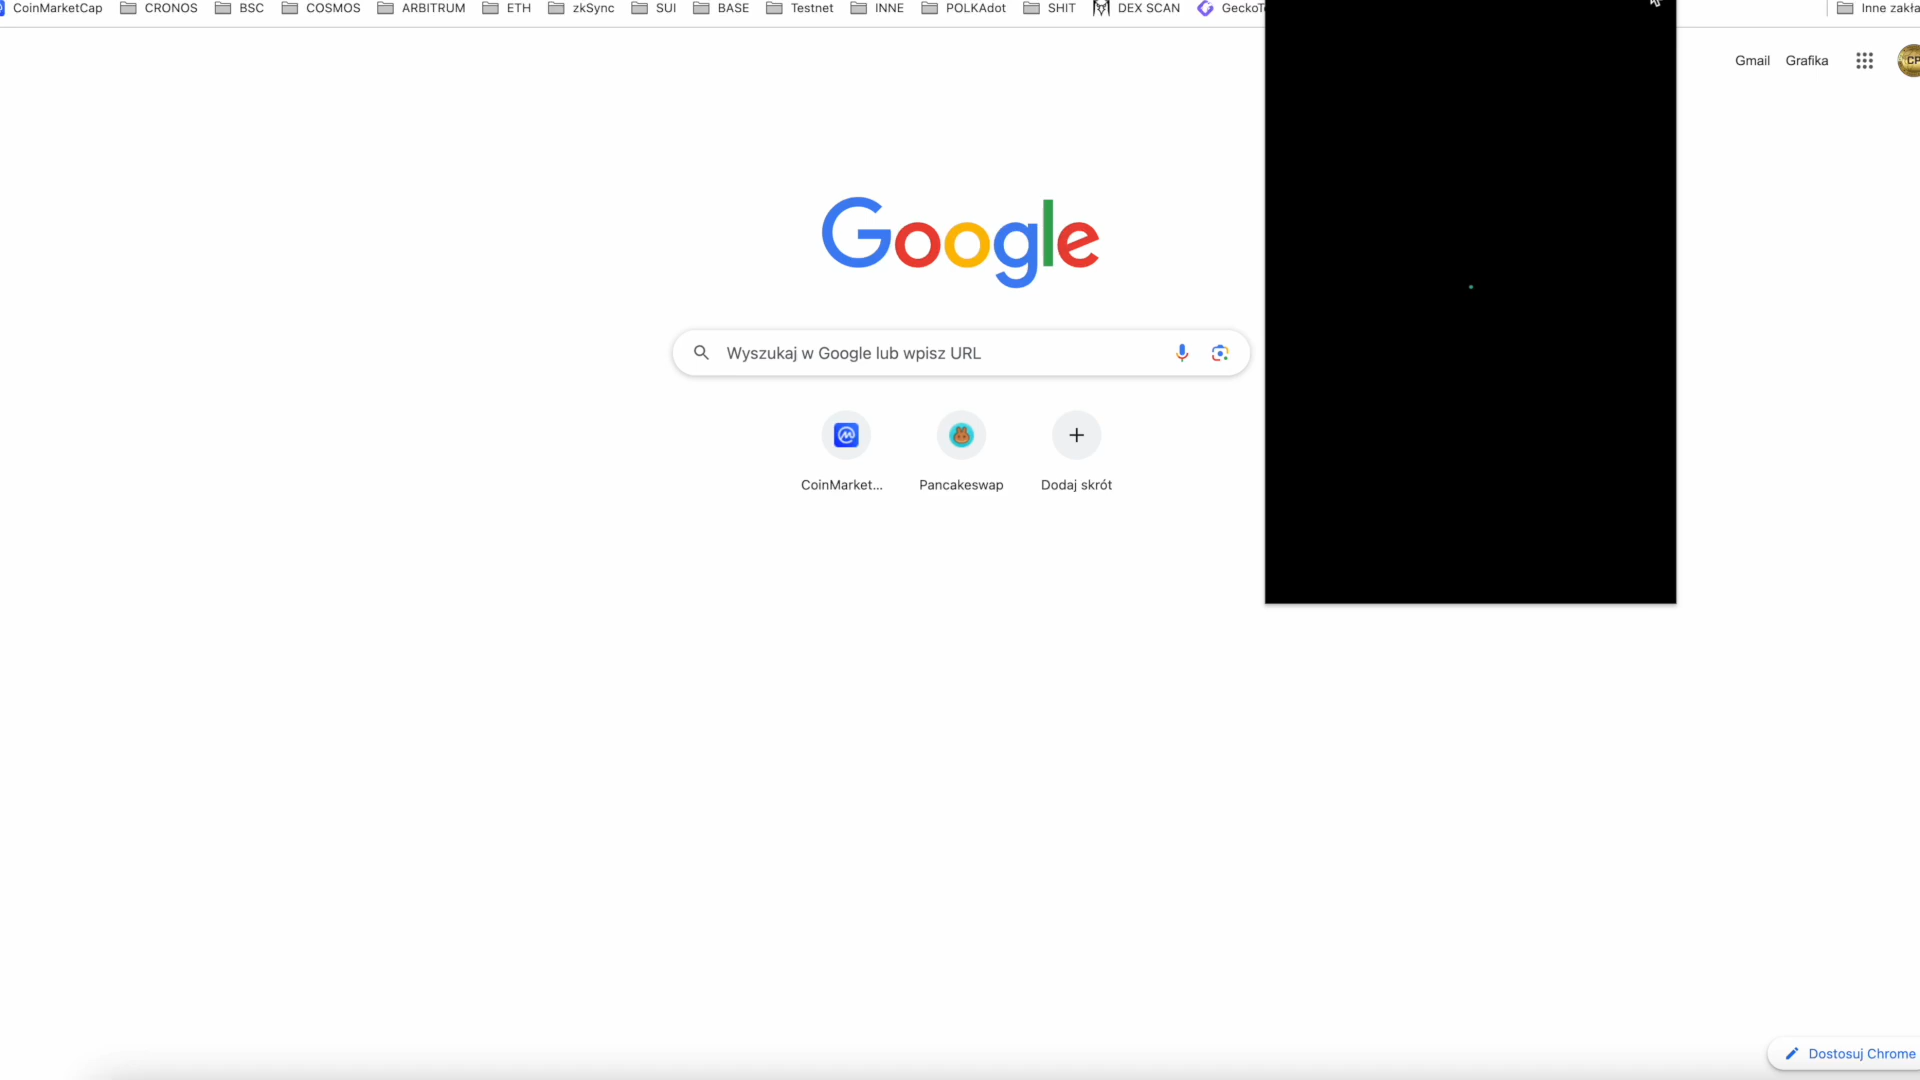 CoinMarketCap CRONOS BSC COSMOS ARBITRUM ETH zkSync SUI BASE Testnet INNE POLKAdot SHIT DEX SCAN Inne
Gmail Grafika
CP
Google
Wyszukaj w Google lub wpisz URL
CoinMarket... Pancakeswap Dodaj skrót
Dostosuj Chrome